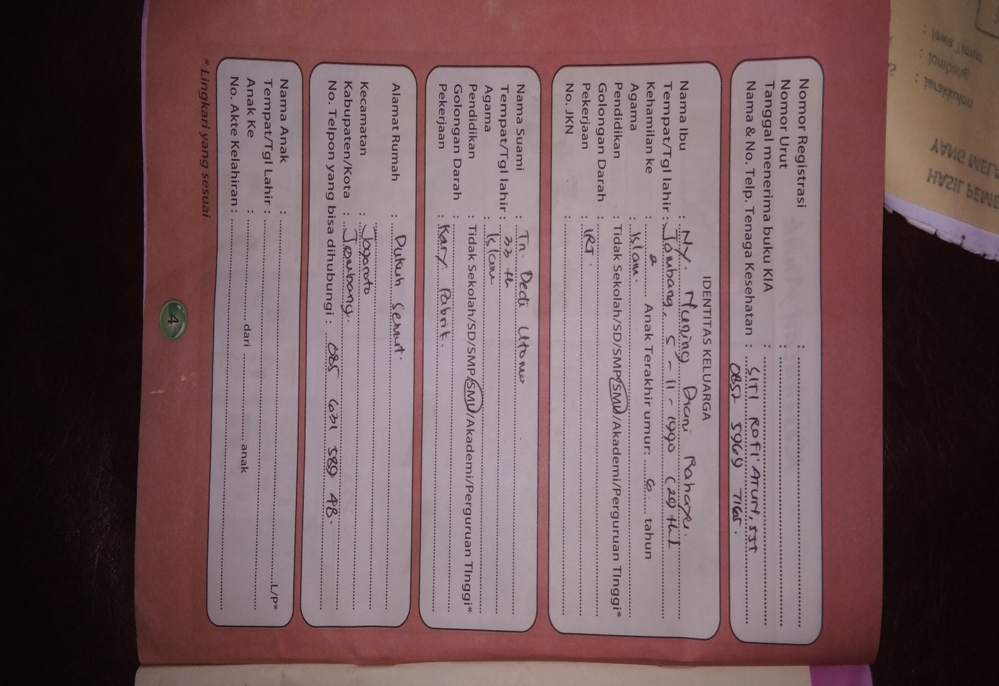 Nomor Registrasi :
Nomor Urut :
Tanggal menerima buku KIA :
Nama & No. Telp. Tenaga Kesehatan : SITI ROFI'ATUN, SST
0852 5969 7165.
IDENTITAS KELUARGA
Nama Ibu : Ny. Nuning Diani Rahayu.
Tempat/Tgl lahir : Jombang, 5 - 11 - 1990 (29 th)
Kehamilan ke : 2 Anak Terakhir umur: 6 tahun
Agama : Islam.
Pendidikan : Tidak Sekolah/SD/SMP/SMU/Akademi/Perguruan TInggi*
Golongan Darah :
Pekerjaan : IRT.
No. JKN :
Nama Suami : Tn. Dedi Utomo
Tempat/Tgl lahir : 33 th
Agama : Islam
Pendidikan : Tidak Sekolah/SD/SMP/SMU/Akademi/Perguruan TInggi*
Golongan Darah :
Pekerjaan : Kary. Pabrik.
Alamat Rumah : Dukuh Semut.
Kecamatan : Jogoroto
Kabupaten/Kota : Jombang.
No. Telpon yang bisa dihubungi : 085 631 589 48.
Nama Anak : L/P*
Tempat/Tgl Lahir :
Anak Ke : dari anak
No. Akte Kelahiran :
* Lingkari yang sesuai
4
HASIL PEME
YANG MELA